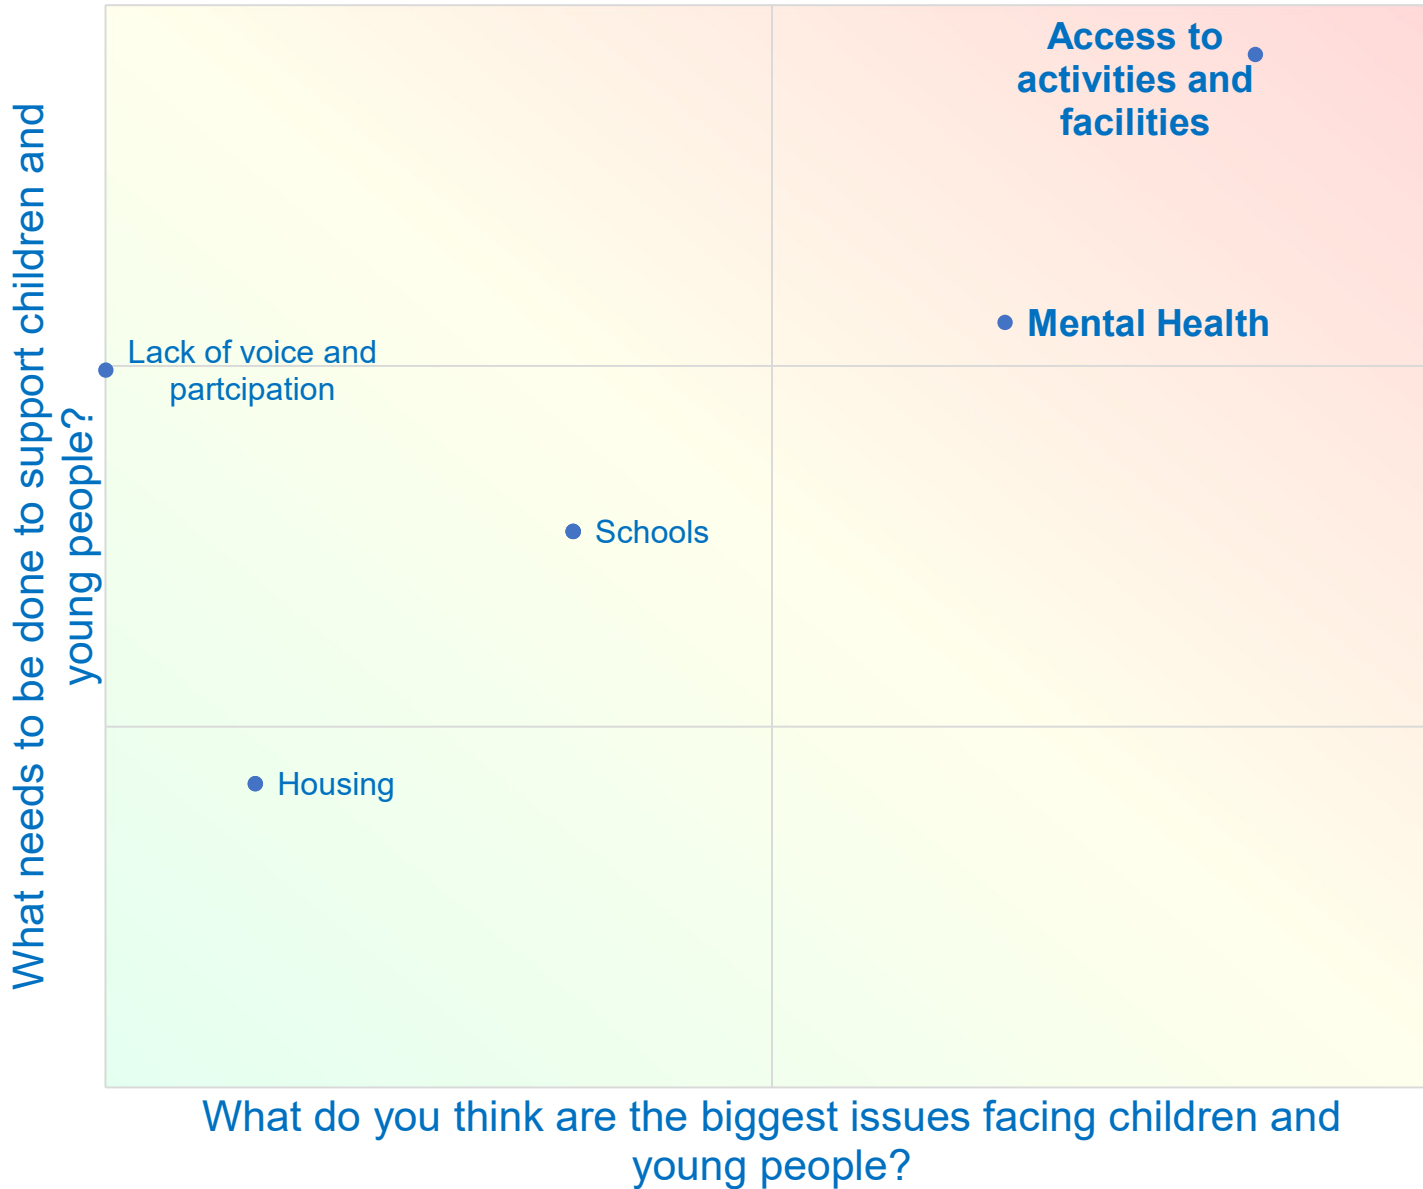 What needs to be done to support children and
young people?
Access to
activities and
facilities
Mental Health
Lack of voice and
partcipation
Schools
Housing
What do you think are the biggest issues facing children and
young people?